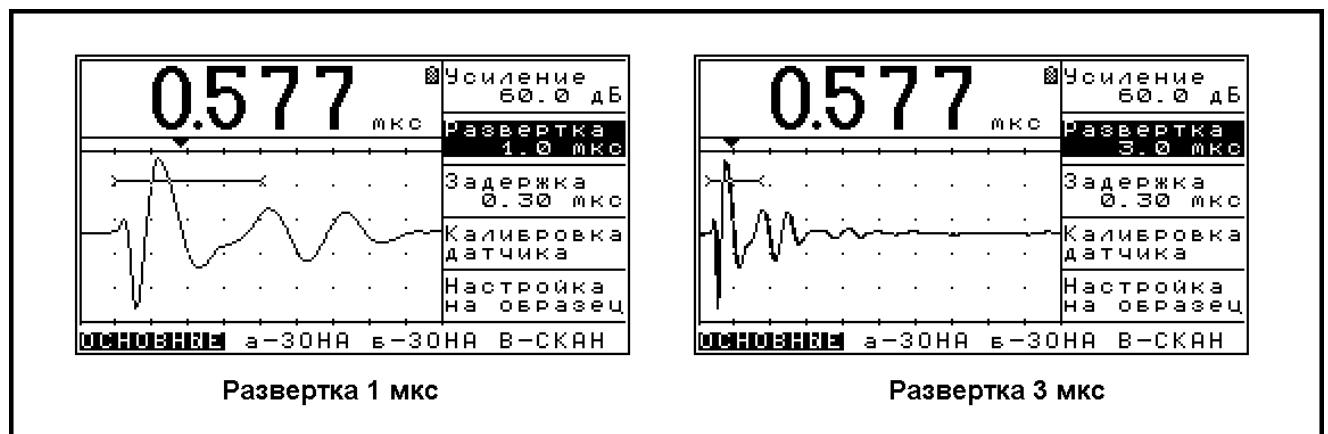 0.577 мкс
Усиление
60.0 дБ
Развертка
1.0 мкс
Задержка
0.30 мкс
Калибровка
датчика
Настройка
на образец
ОСНОВНЫЕ а-ЗОНА в-ЗОНА В-СКАН
Развертка 1 мкс
0.577 мкс
Усиление
60.0 дБ
Развертка
3.0 мкс
Задержка
0.30 мкс
Калибровка
датчика
Настройка
на образец
ОСНОВНЫЕ а-ЗОНА в-ЗОНА В-СКАН
Развертка 3 мкс